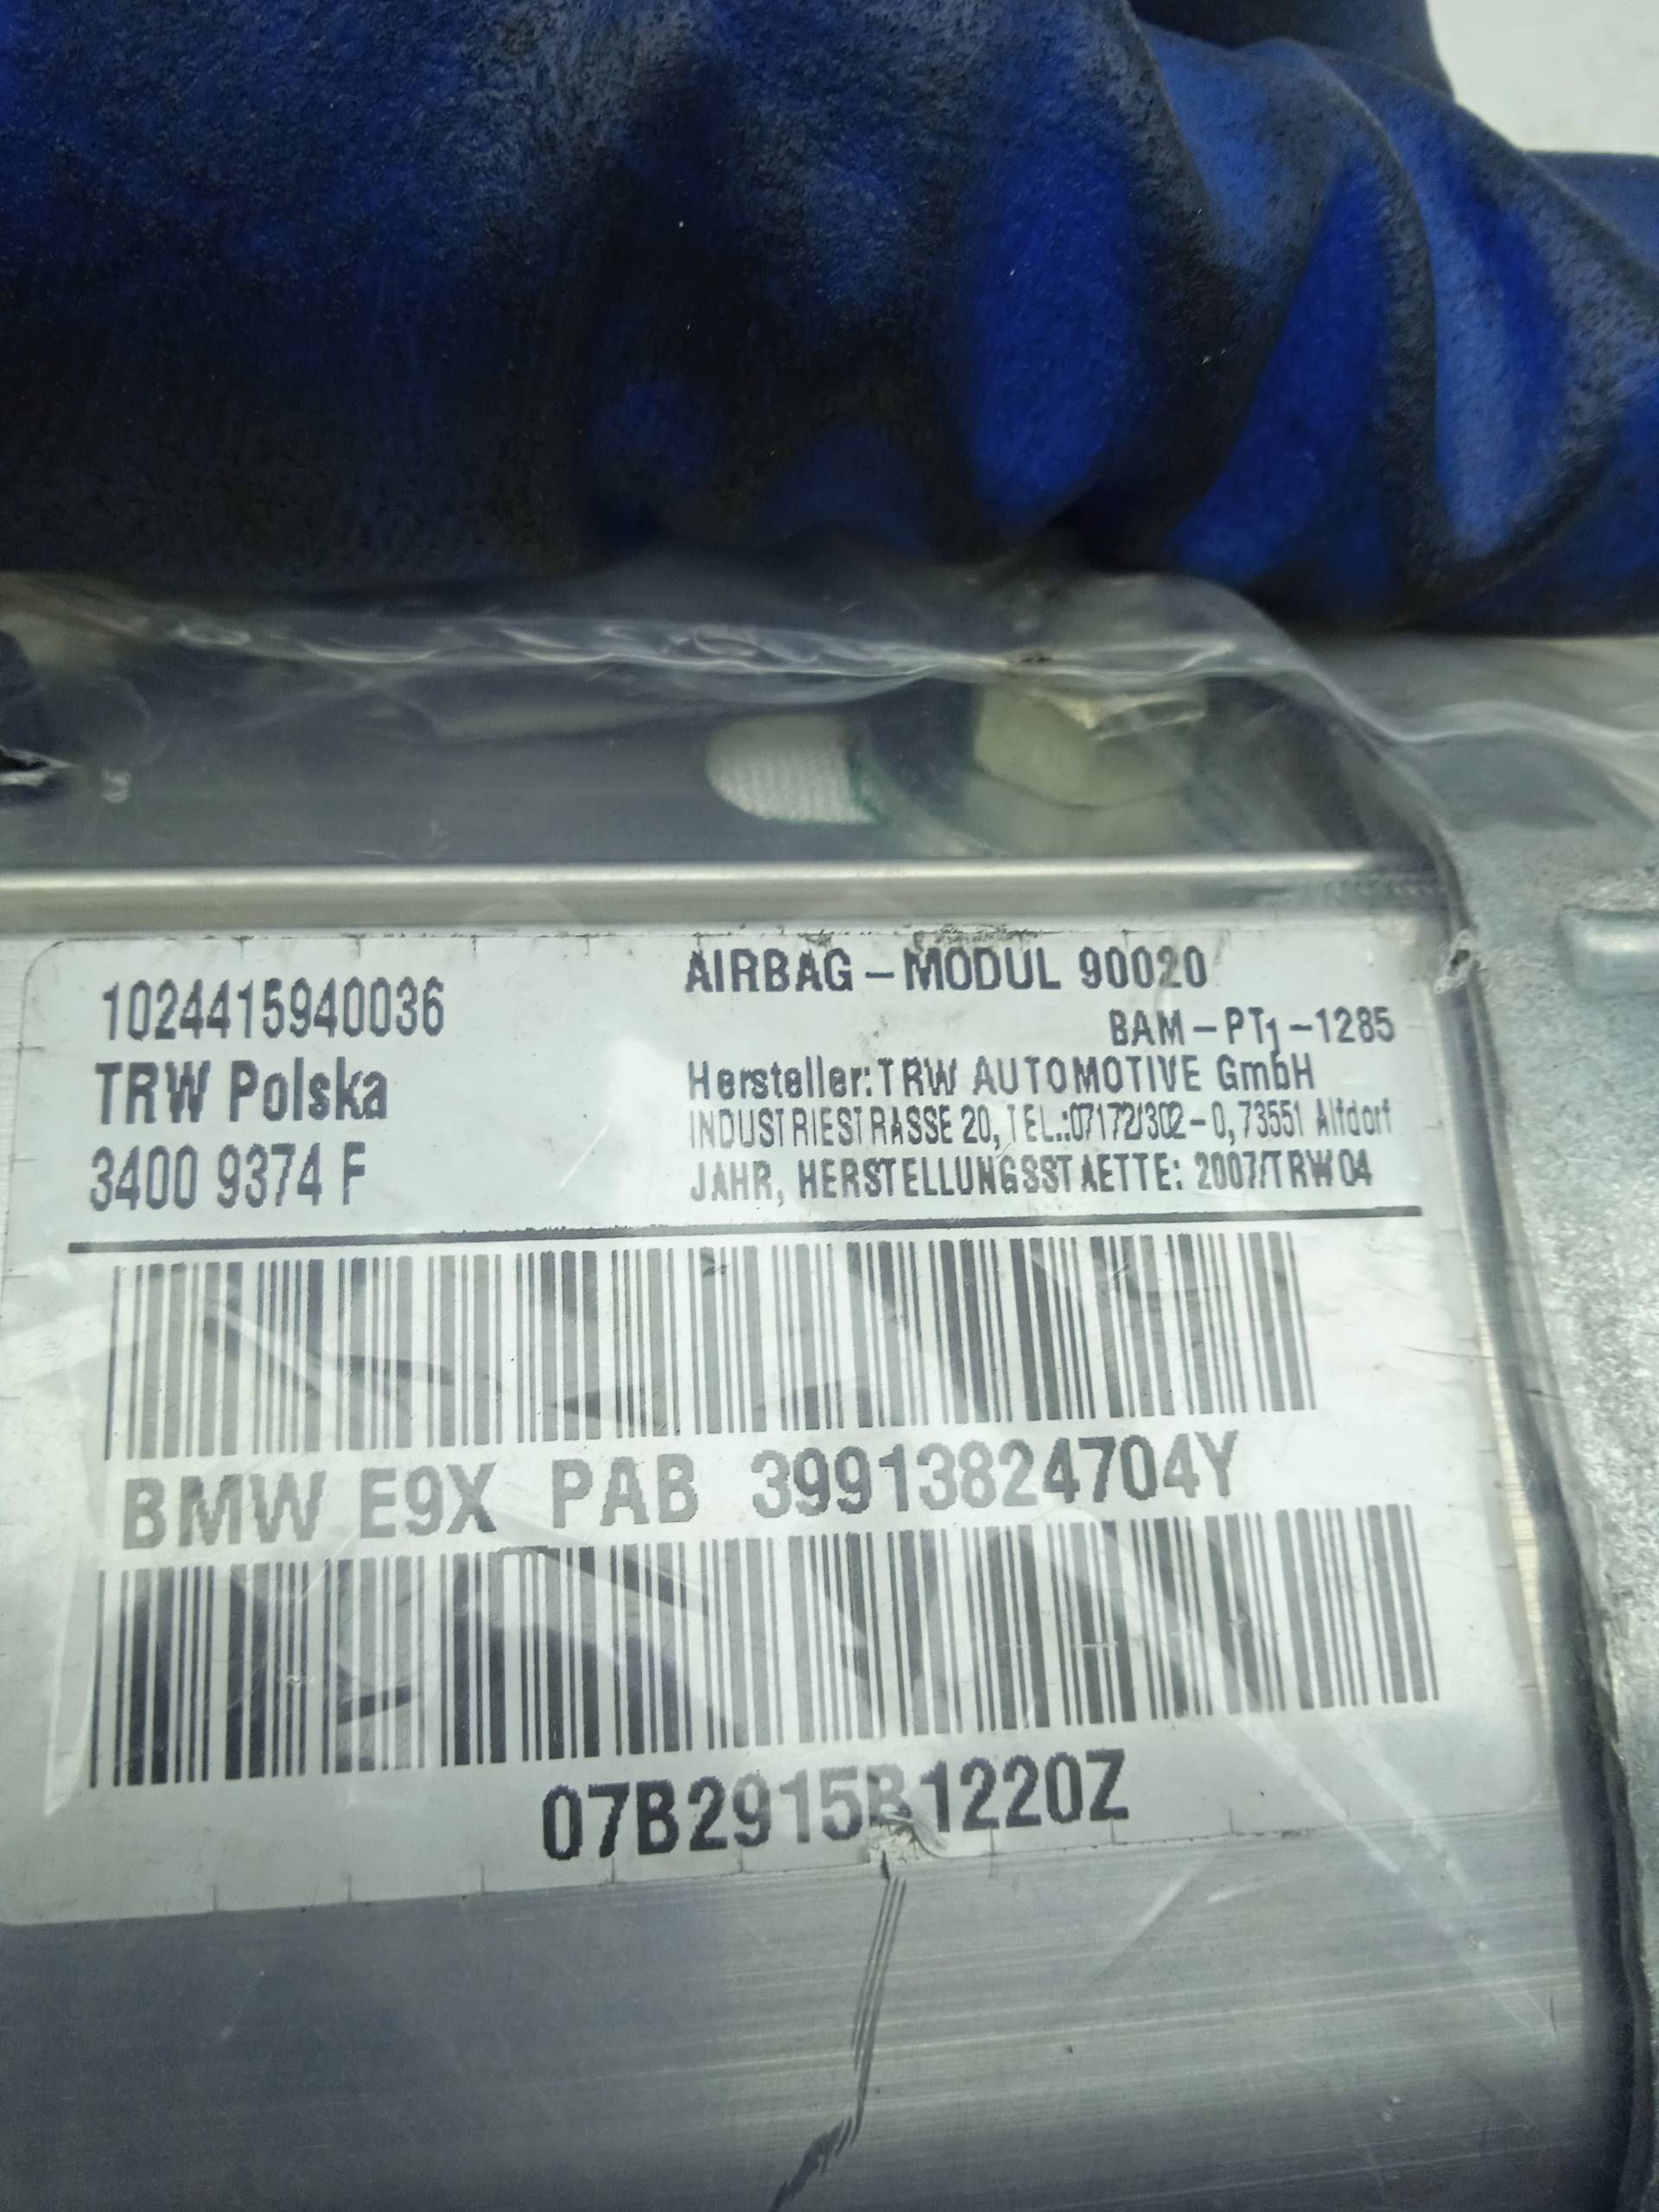 1024415940036
TRW Polska
3400 9374 F
AIRBAG – MODUL 90020
BAM – PT1 – 1285
Hersteller: TRW AUTOMOTIVE GmbH
INDUSTRIESTRASSE 20, TEL.:07172/302-0, 73551 Alfdorf
JAHR, HERSTELLUNGSSTAETTE: 2007/TRW04
BMW E9X PAB 39913824704Y
07B2915B1220Z